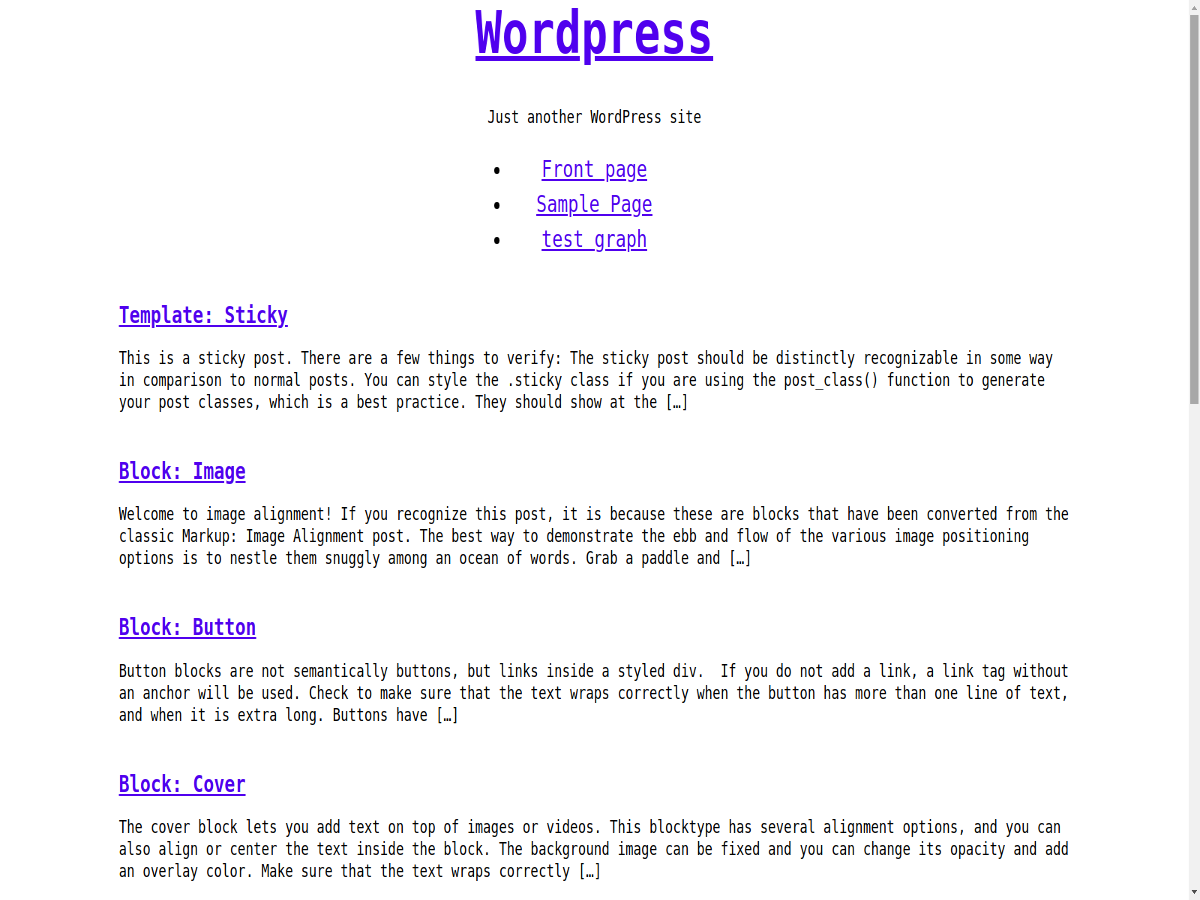 Wordpress
Just another WordPress site
Front page
Sample Page
test graph
Template: Sticky
This is a sticky post. There are a few things to verify: The sticky post should be distinctly recognizable in some way
in comparison to normal posts. You can style the .sticky class if you are using the post_class() function to generate
your post classes, which is a best practice. They should show at the […]
Block: Image
Welcome to image alignment! If you recognize this post, it is because these are blocks that have been converted from the
classic Markup: Image Alignment post. The best way to demonstrate the ebb and flow of the various image positioning
options is to nestle them snuggly among an ocean of words. Grab a paddle and […]
Block: Button
Button blocks are not semantically buttons, but links inside a styled div.  If you do not add a link, a link tag without
an anchor will be used. Check to make sure that the text wraps correctly when the button has more than one line of text,
and when it is extra long. Buttons have […]
Block: Cover
The cover block lets you add text on top of images or videos. This blocktype has several alignment options, and you can
also align or center the text inside the block. The background image can be fixed and you can change its opacity and add
an overlay color. Make sure that the text wraps correctly […]